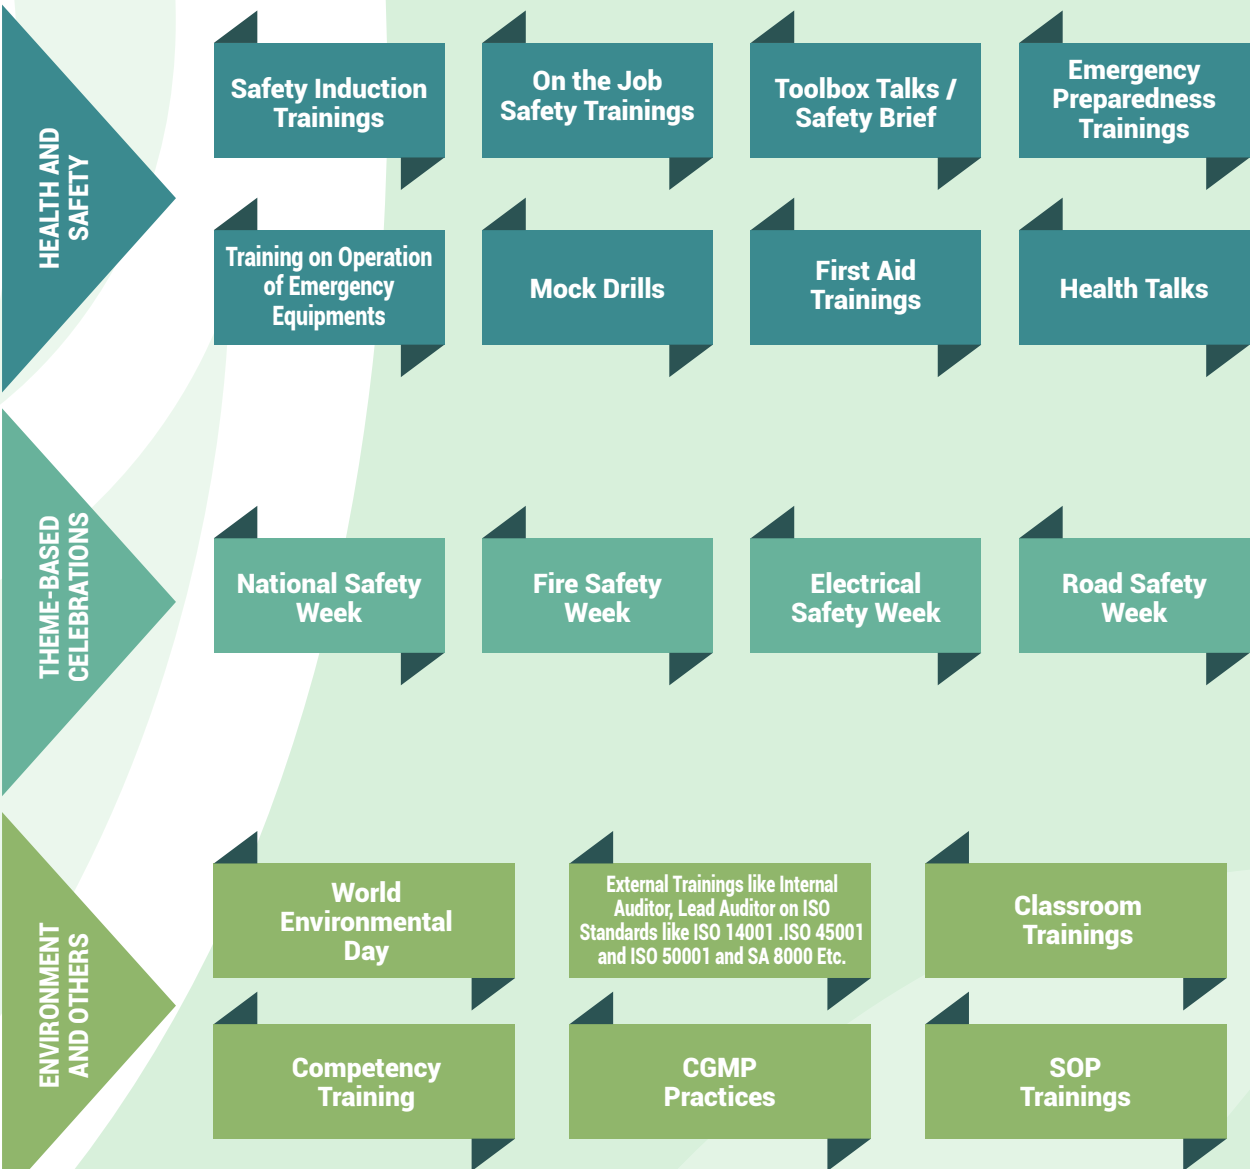 HEALTH AND
SAFETY
Safety Induction
Trainings
On the Job
Safety Trainings
Toolbox Talks /
Safety Brief
Emergency
Preparedness
Trainings
Training on Operation
of Emergency
Equipments
Mock Drills
First Aid
Trainings
Health Talks
THEME-BASED
CELEBRATIONS
National Safety
Week
Fire Safety
Week
Electrical
Safety Week
Road Safety
Week
ENVIRONMENT
AND OTHERS
World
Environmental
Day
External Trainings like Internal
Auditor, Lead Auditor on ISO
Standards like ISO 14001 .ISO 45001
and ISO 50001 and SA 8000 Etc.
Classroom
Trainings
Competency
Training
CGMP
Practices
SOP
Trainings